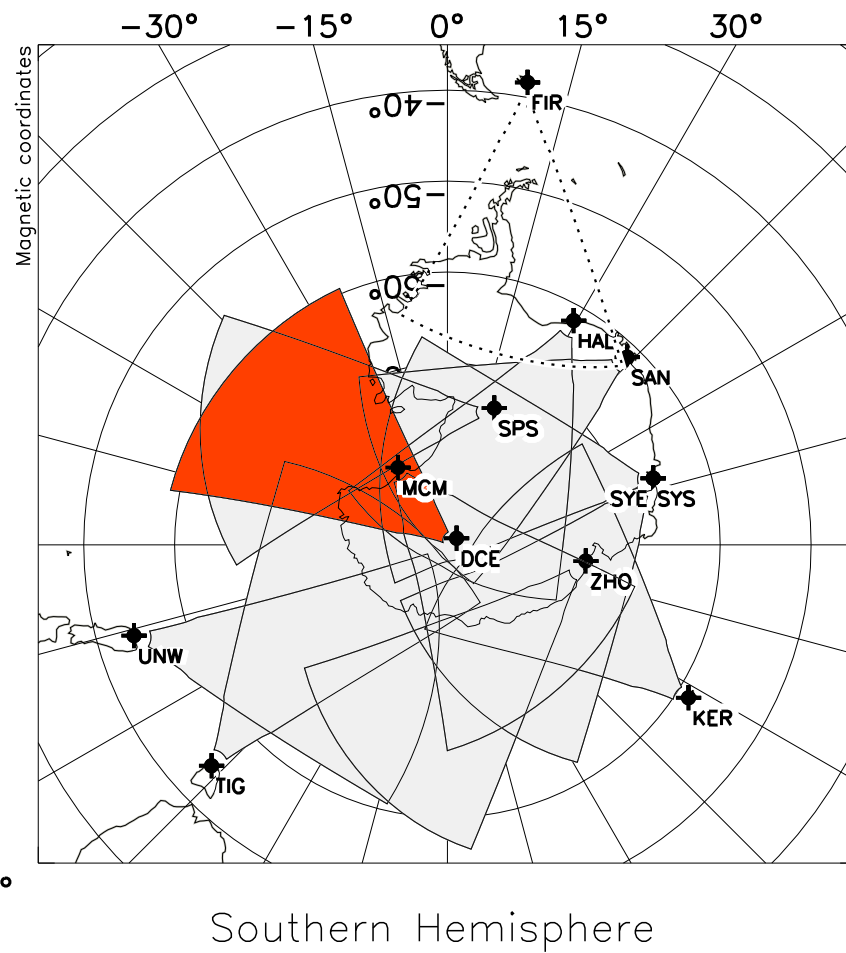 −30° −15° 0° 15° 30°
Magnetic coordinates
FIR
−40°
−50°
HAL
SAN
SPS
MCM
SYE SYS
DCE
ZHO
UNW
KER
TIG
Southern Hemisphere